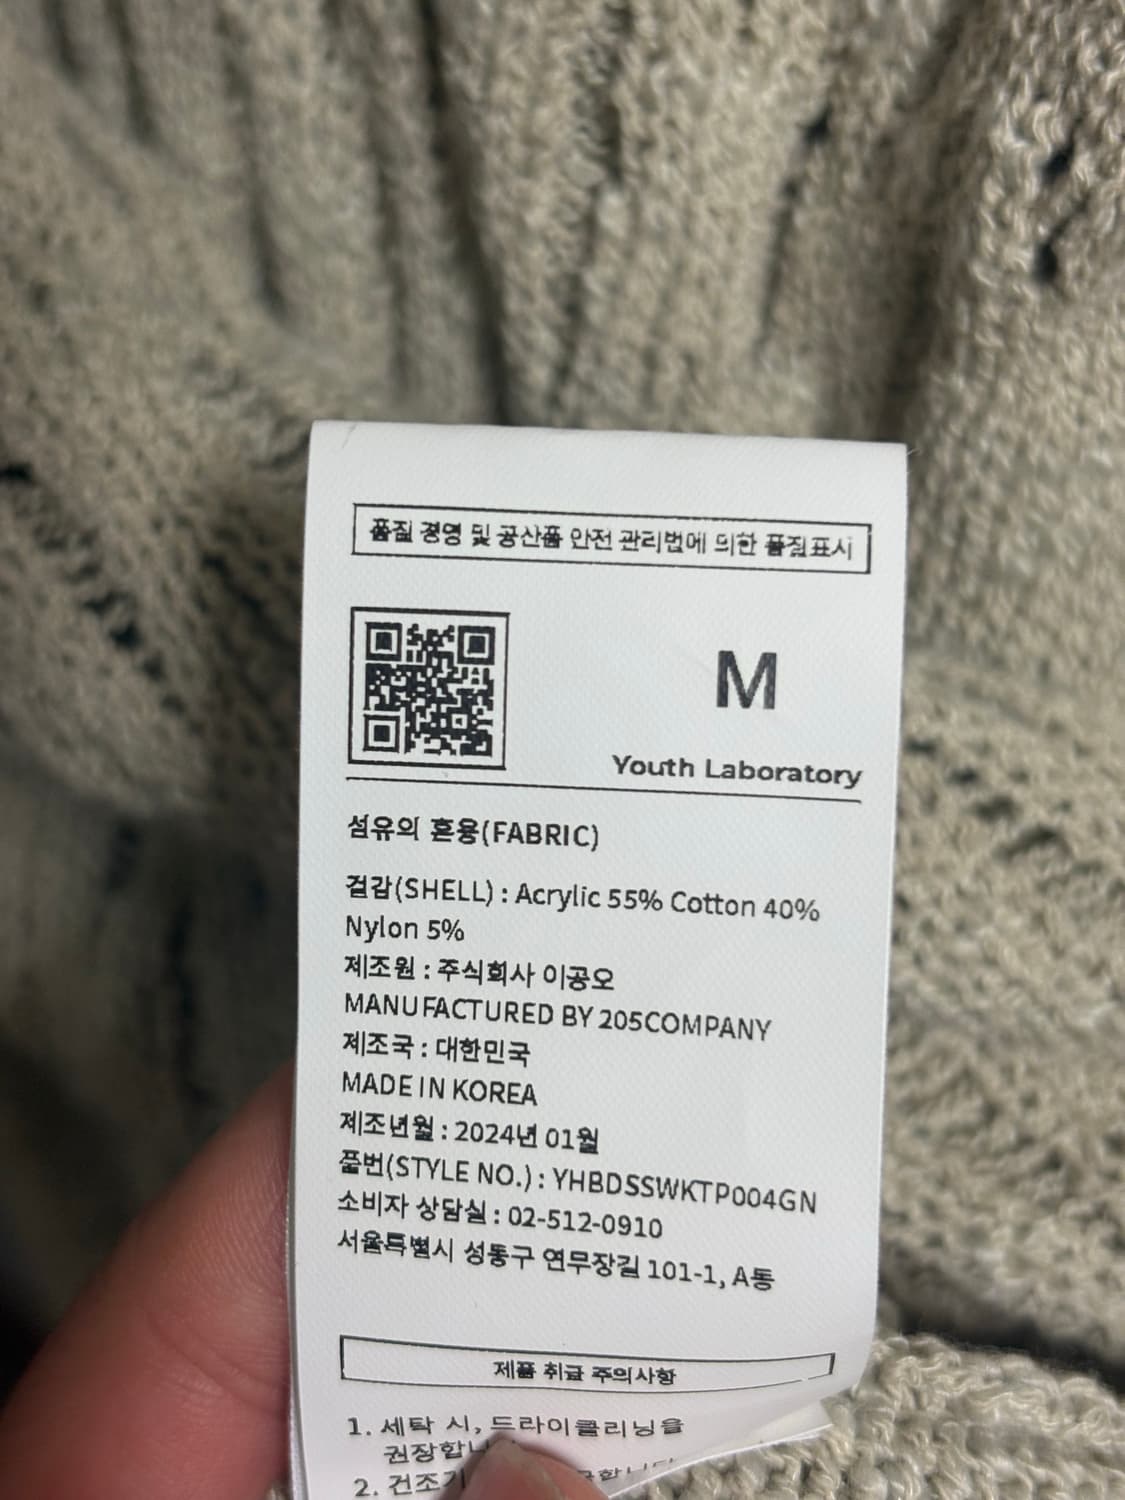 품질 경영 및 공산품 안전 관리법에 의한 품질표시
M
Youth Laboratory
섬유의 혼용(FABRIC)
겉감(SHELL) : Acrylic 55% Cotton 40%
Nylon 5%
제조원 : 주식회사 이공오
MANUFACTURED BY 205COMPANY
제조국 : 대한민국
MADE IN KOREA
제조년월 : 2024년 01월
품번(STYLE NO.) : YHBDSSWKTP004GN
소비자 상담실 : 02-512-0910
서울특별시 성동구 연무장길 101-1, A동
제품 취급 주의사항
1. 세탁 시, 드라이클리닝을
권장합니
2. 건조기